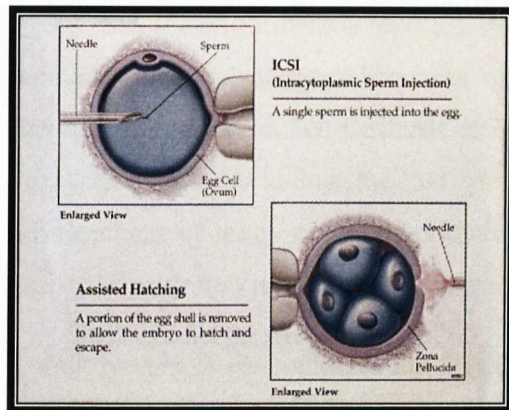 Needle
Sperm
Egg Cell
(Ovum)
Enlarged View
ICSI
(Intracytoplasmic Sperm Injection)
A single sperm is injected into the egg.
Assisted Hatching
A portion of the egg shell is removed
to allow the embryo to hatch and
escape.
Needle
Zona
Pellucida
Enlarged View